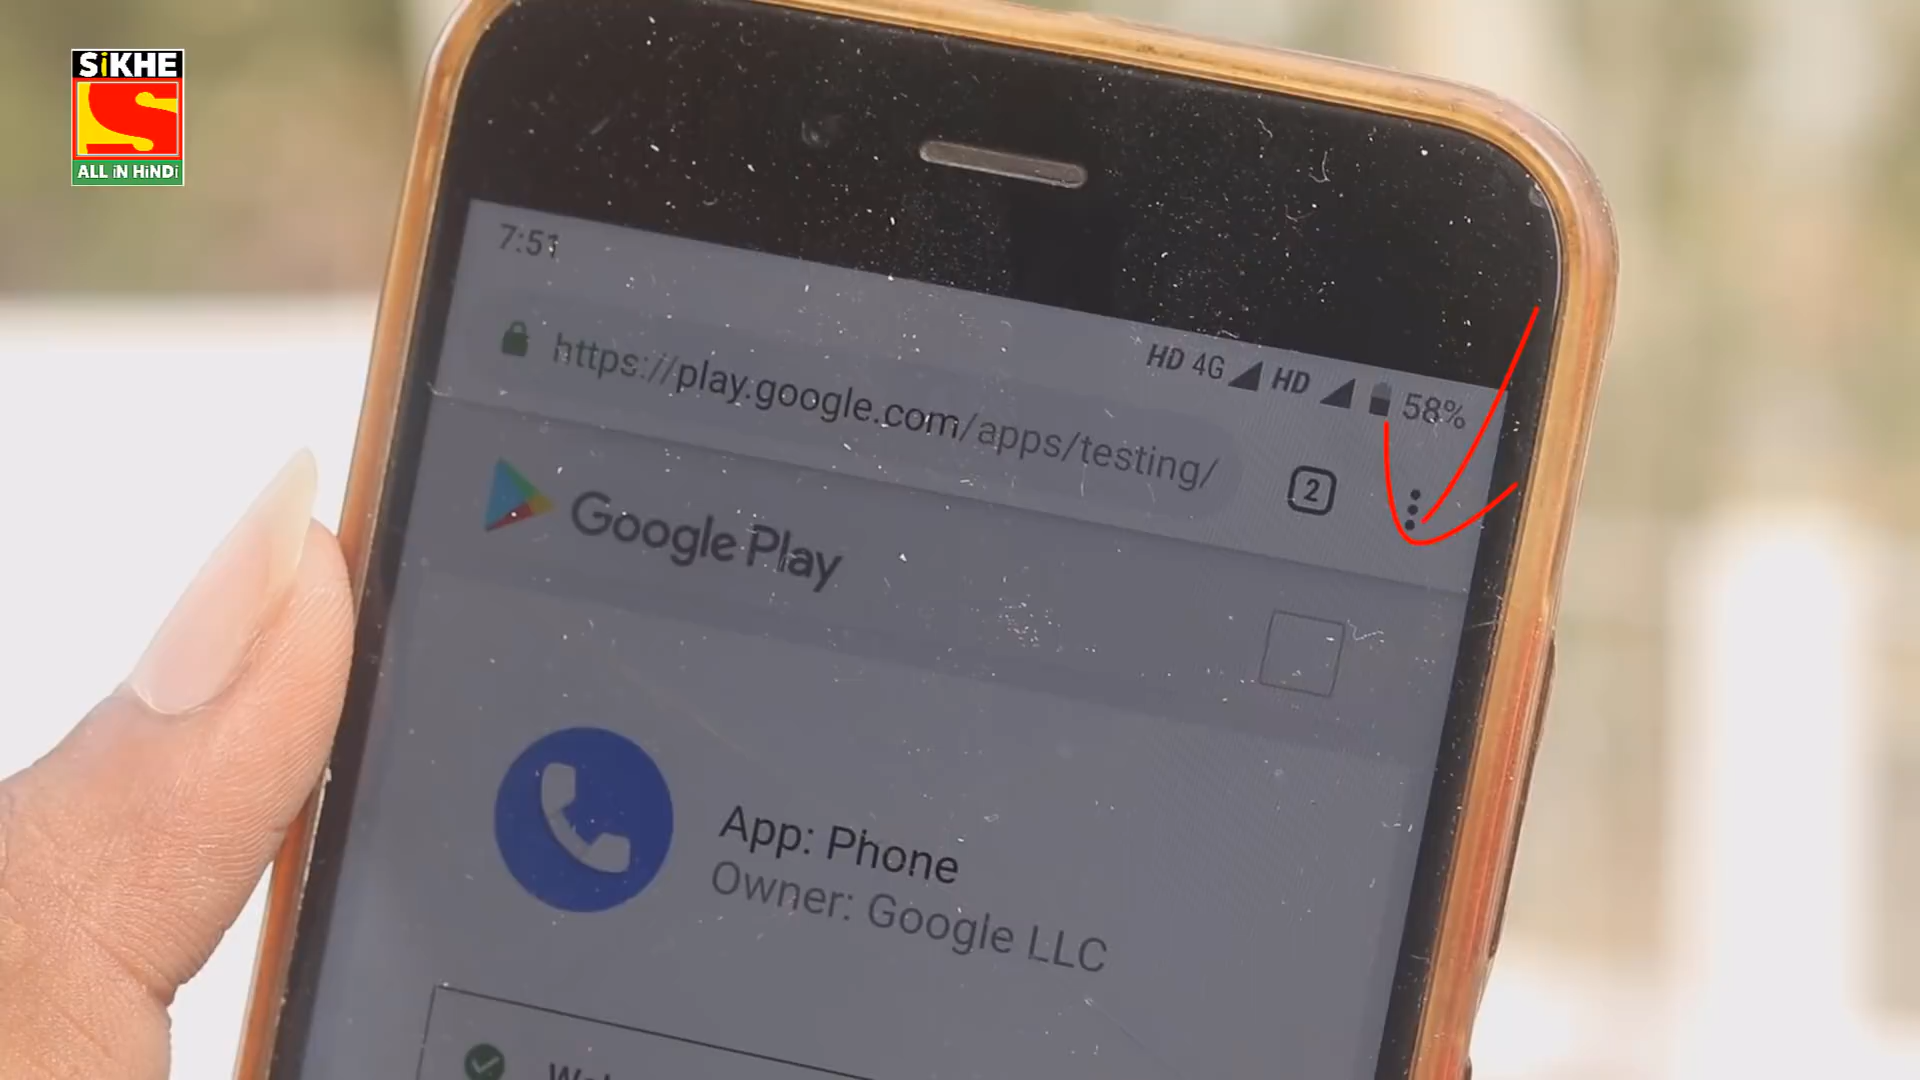 SiKHE
ALL iN HiNDi
7:51
HD 4G HD 58%
https://play.google.com/apps/testing/
2
Google Play
App: Phone
Owner: Google LLC